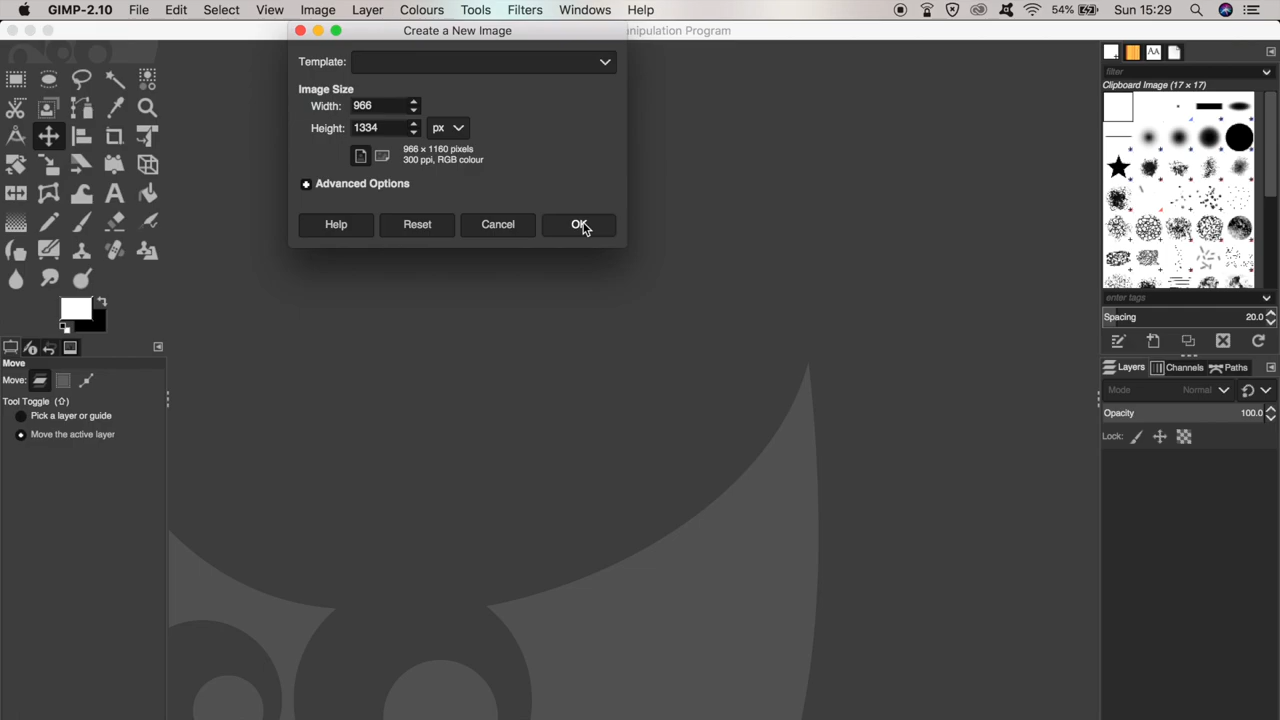 GIMP-2.10 File Edit Select View Image Layer Colours Tools Filters Windows Help 54% Sun 15:29
Create a New Image
nipulation Program
Template:
Image Size
Width: 966
Height: 1334 px
966 × 1160 pixels
300 ppi, RGB colour
Advanced Options
Help Reset Cancel OK
Move
Move:
Tool Toggle (⇧)
Pick a layer or guide
Move the active layer
filter
Clipboard Image (17 × 17)
enter tags
Spacing 20.0
Layers Channels Paths
Mode Normal
Opacity 100.0
Lock: